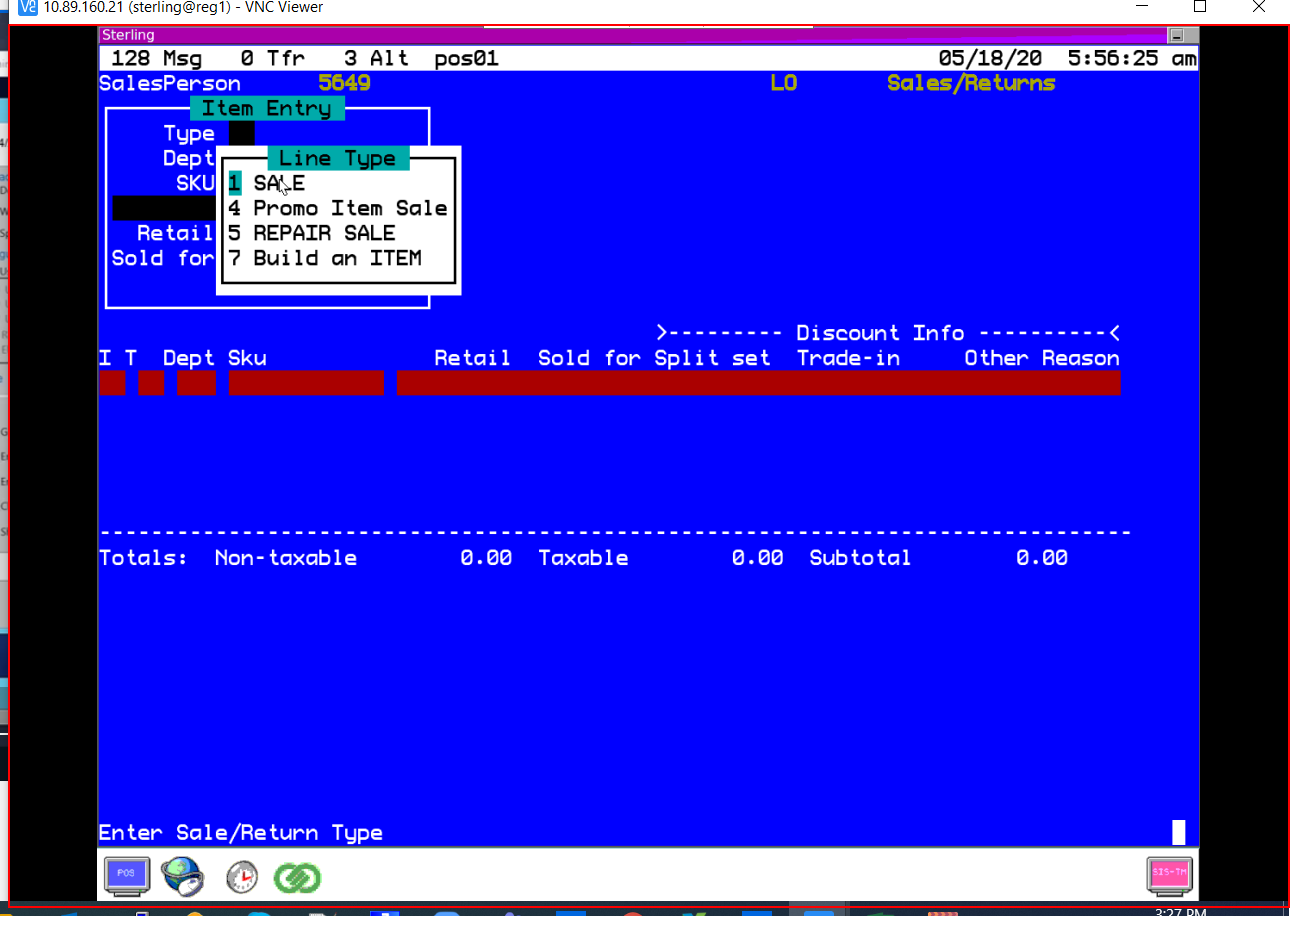 10.89.160.21 (sterling@reg1) - VNC Viewer
Sterling
128 Msg 0 Tfr 3 Alt pos01 05/18/20 5:56:25 am
SalesPerson 5649 LO Sales/Returns
Item Entry
Type
Dept
SKU
Retail
Sold for
Line Type
1 SALE
4 Promo Item Sale
5 REPAIR SALE
7 Build an ITEM
>--------- Discount Info ----------<
I T Dept Sku Retail Sold for Split set Trade-in Other Reason
Totals: Non-taxable 0.00 Taxable 0.00 Subtotal 0.00
Enter Sale/Return Type
POS
SIS-TM
3:27 PM